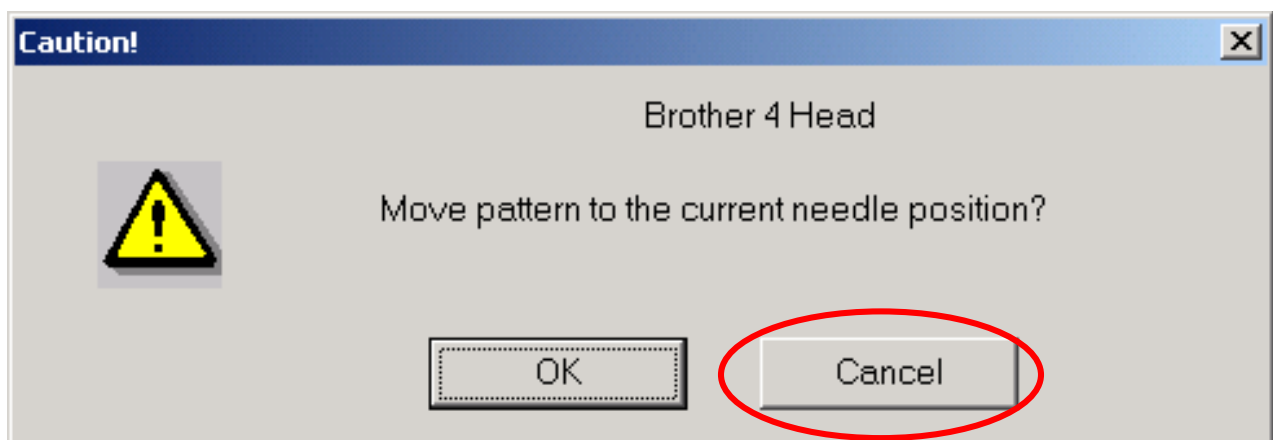 Caution!
Brother 4 Head
Move pattern to the current needle position?
OK
Cancel